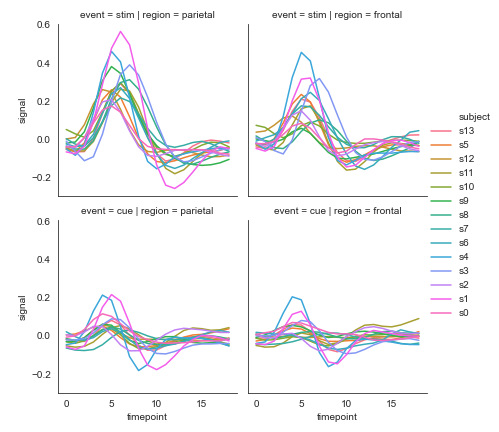 event = stim | region = parietal
event = stim | region = frontal
0.6
0.4
0.2
0.0
−0.2
signal
event = cue | region = parietal
event = cue | region = frontal
0.6
0.4
0.2
0.0
−0.2
signal
0 5 10 15
timepoint
0 5 10 15
timepoint
subject
s13
s5
s12
s11
s10
s9
s8
s7
s6
s4
s3
s2
s1
s0